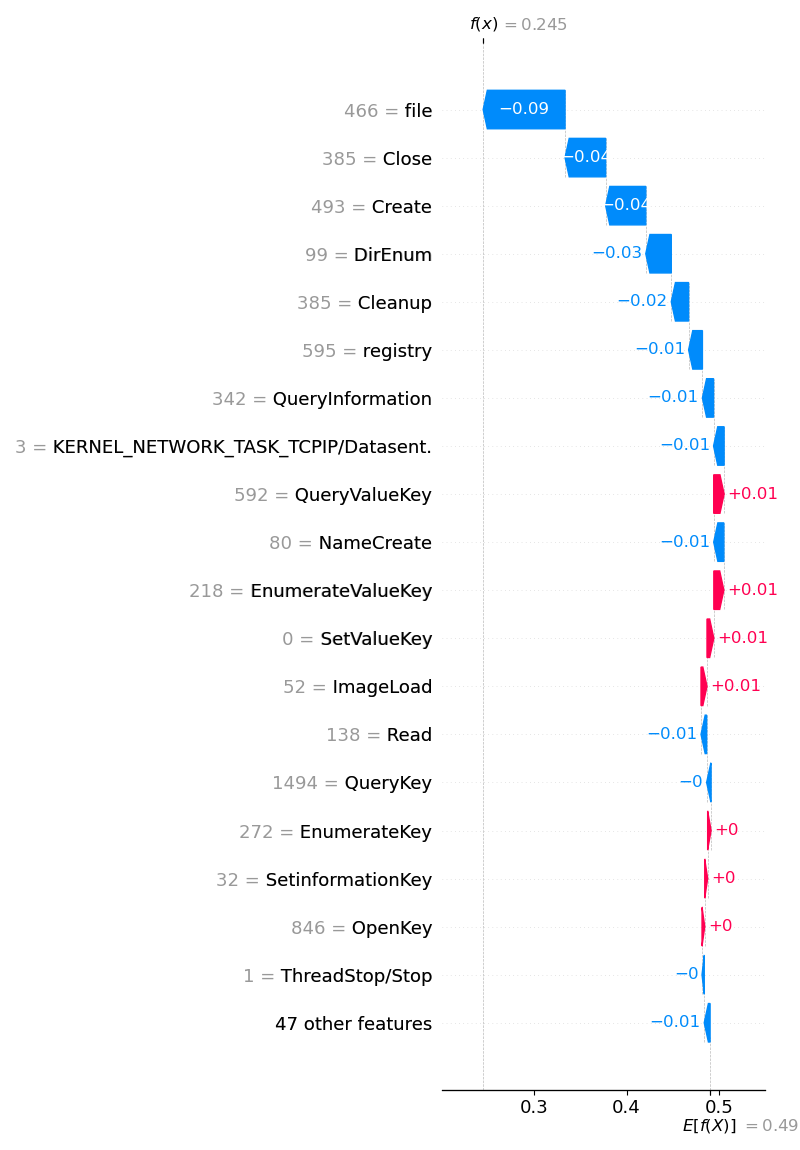 f(x) = 0.245
466 = file
−0.09
385 = Close
−0.04
493 = Create
−0.04
99 = DirEnum
−0.03
385 = Cleanup
−0.02
595 = registry
−0.01
342 = QueryInformation
−0.01
3 = KERNEL_NETWORK_TASK_TCPIP/Datasent.
−0.01
592 = QueryValueKey
+0.01
80 = NameCreate
−0.01
218 = EnumerateValueKey
+0.01
0 = SetValueKey
+0.01
52 = ImageLoad
+0.01
138 = Read
−0.01
1494 = QueryKey
−0
272 = EnumerateKey
+0
32 = SetinformationKey
+0
846 = OpenKey
+0
1 = ThreadStop/Stop
−0
47 other features
−0.01
0.3 0.4 0.5
E[f(X)] = 0.49